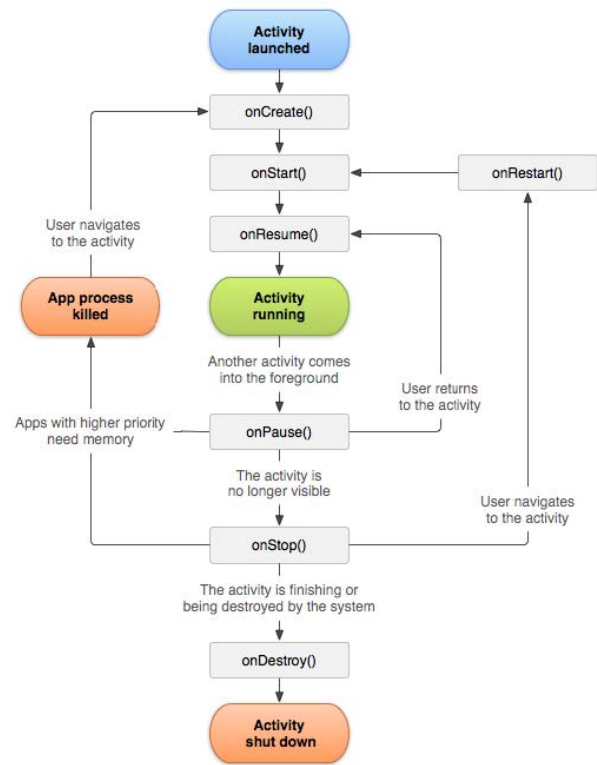 Activity
launched
onCreate()
onStart()
onRestart()
onResume()
User navigates
to the activity
App process
killed
Activity
running
Another activity comes
into the foreground
User returns
to the activity
Apps with higher priority
need memory
onPause()
The activity is
no longer visible
User navigates
to the activity
onStop()
The activity is finishing or
being destroyed by the system
onDestroy()
Activity
shut down